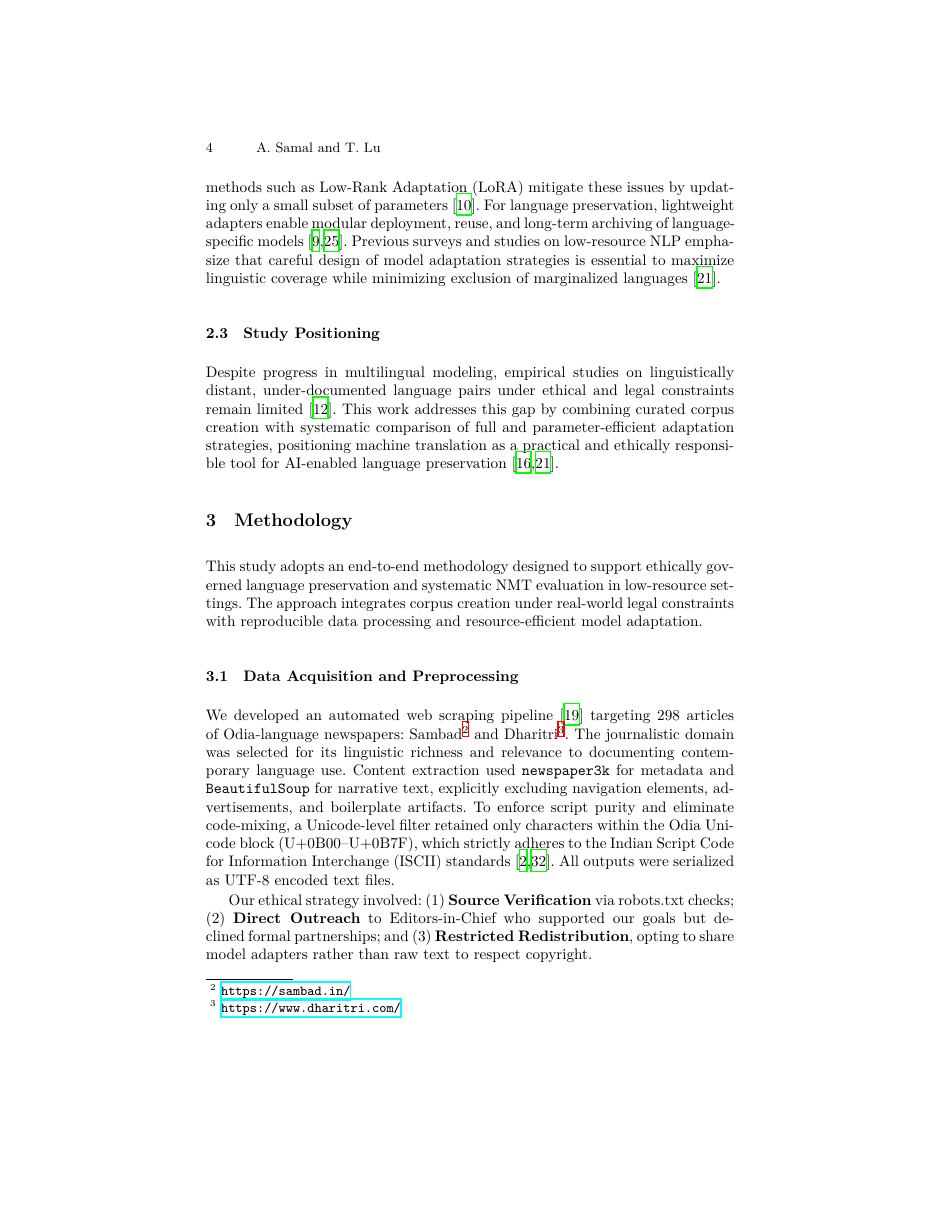 4 A. Samal and T. Lu
methods such as Low-Rank Adaptation (LoRA) mitigate these issues by updat-
ing only a small subset of parameters [10]. For language preservation, lightweight
adapters enable modular deployment, reuse, and long-term archiving of language-
specific models [9,25]. Previous surveys and studies on low-resource NLP empha-
size that careful design of model adaptation strategies is essential to maximize
linguistic coverage while minimizing exclusion of marginalized languages [21].
2.3 Study Positioning
Despite progress in multilingual modeling, empirical studies on linguistically
distant, under-documented language pairs under ethical and legal constraints
remain limited [12]. This work addresses this gap by combining curated corpus
creation with systematic comparison of full and parameter-efficient adaptation
strategies, positioning machine translation as a practical and ethically responsi-
ble tool for AI-enabled language preservation [16,21].
3 Methodology
This study adopts an end-to-end methodology designed to support ethically gov-
erned language preservation and systematic NMT evaluation in low-resource set-
tings. The approach integrates corpus creation under real-world legal constraints
with reproducible data processing and resource-efficient model adaptation.
3.1 Data Acquisition and Preprocessing
We developed an automated web scraping pipeline [19] targeting 298 articles
of Odia-language newspapers: Sambad2 and Dharitri3. The journalistic domain
was selected for its linguistic richness and relevance to documenting contem-
porary language use. Content extraction used newspaper3k for metadata and
BeautifulSoup for narrative text, explicitly excluding navigation elements, ad-
vertisements, and boilerplate artifacts. To enforce script purity and eliminate
code-mixing, a Unicode-level filter retained only characters within the Odia Uni-
code block (U+0B00–U+0B7F), which strictly adheres to the Indian Script Code
for Information Interchange (ISCII) standards [2,32]. All outputs were serialized
as UTF-8 encoded text files.
Our ethical strategy involved: (1) Source Verification via robots.txt checks;
(2) Direct Outreach to Editors-in-Chief who supported our goals but de-
clined formal partnerships; and (3) Restricted Redistribution, opting to share
model adapters rather than raw text to respect copyright.
2 https://sambad.in/
3 https://www.dharitri.com/